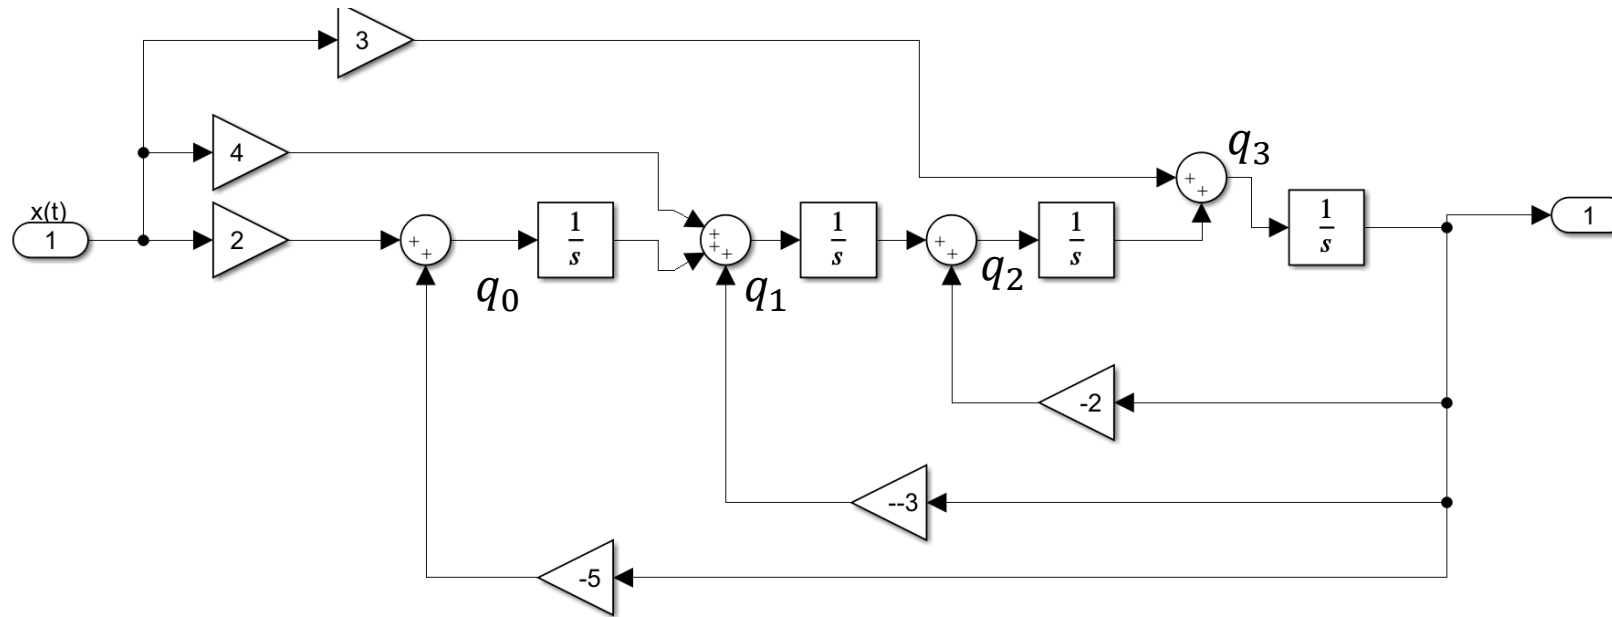 3
4
x(t)
1
2
+
+
1
s
+
+
+
1
s
+
+
1
s
+
+
1
s
1
q₀
q₁
q₂
q₃
-2
--3
-5